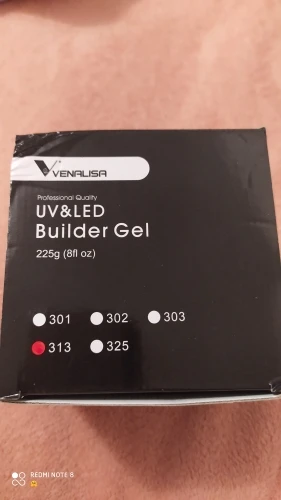 VENALISA
Professional Quality
UV&LED
Builder Gel
225g (8fl oz)
301 302 303
313 325
REDMI NOTE 8